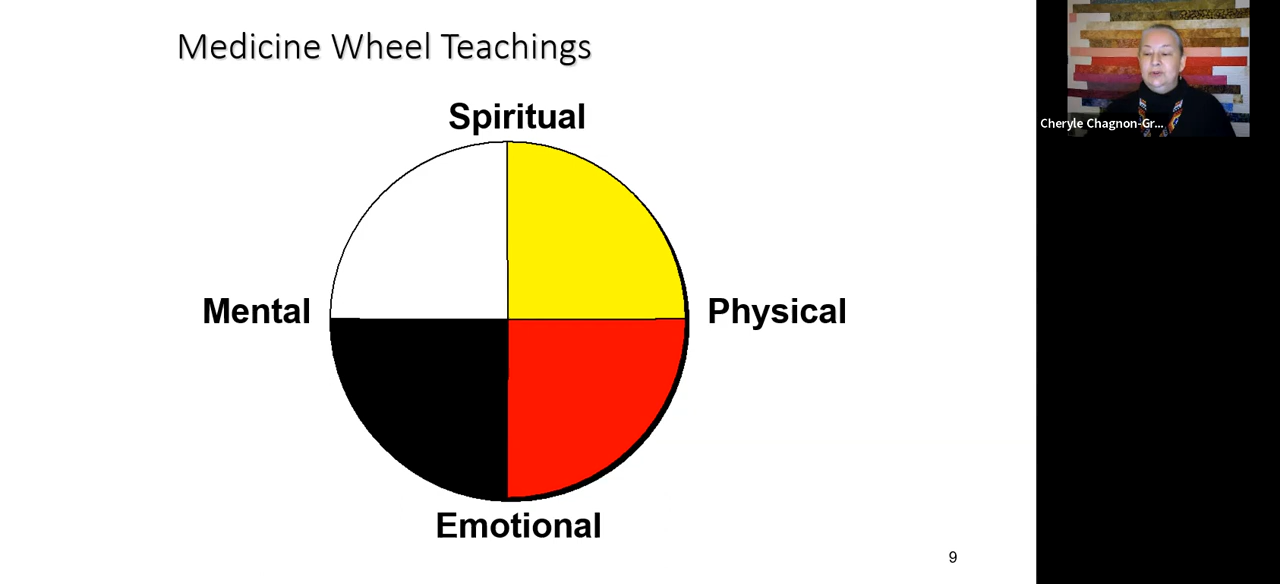 Medicine Wheel Teachings
Spiritual
Mental
Physical
Emotional
9
Cheryle Chagnon-Gr...